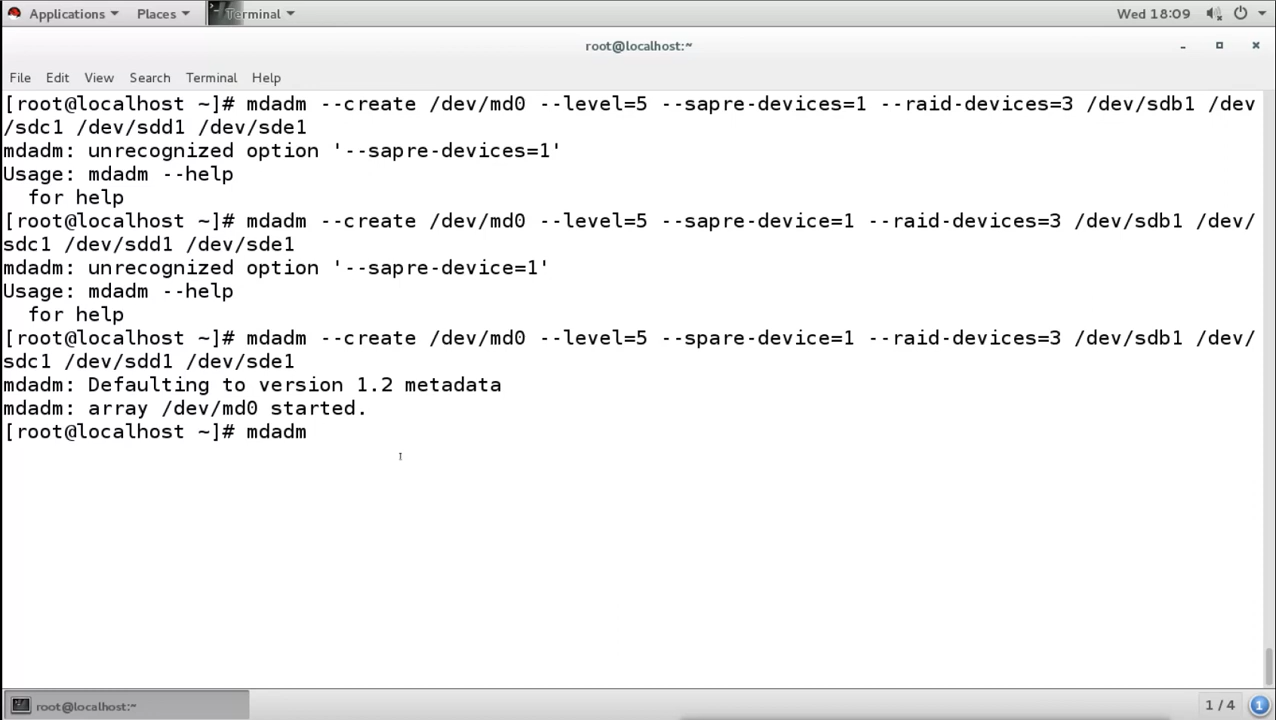 Applications Places Terminal Wed 18:09
root@localhost:~
File Edit View Search Terminal Help
[root@localhost ~]# mdadm --create /dev/md0 --level=5 --sapre-devices=1 --raid-devices=3 /dev/sdb1 /dev
/sdc1 /dev/sdd1 /dev/sde1
mdadm: unrecognized option '--sapre-devices=1'
Usage: mdadm --help
  for help
[root@localhost ~]# mdadm --create /dev/md0 --level=5 --sapre-device=1 --raid-devices=3 /dev/sdb1 /dev/
sdc1 /dev/sdd1 /dev/sde1
mdadm: unrecognized option '--sapre-device=1'
Usage: mdadm --help
  for help
[root@localhost ~]# mdadm --create /dev/md0 --level=5 --spare-device=1 --raid-devices=3 /dev/sdb1 /dev/
sdc1 /dev/sdd1 /dev/sde1
mdadm: Defaulting to version 1.2 metadata
mdadm: array /dev/md0 started.
[root@localhost ~]# mdadm
root@localhost:~ 1 / 4 1